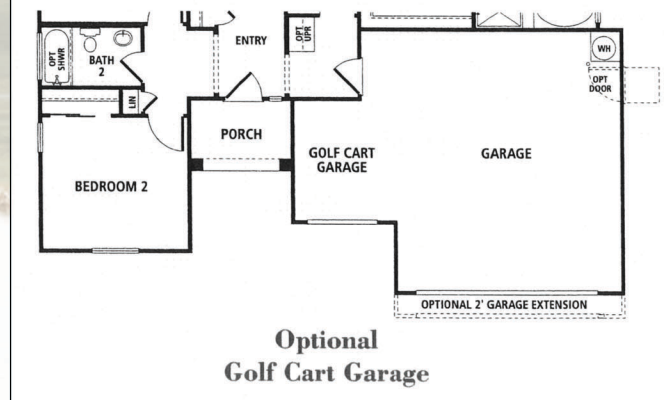 ENTRY
OPT
UPR
WH
OPT
SHWR
BATH
2
OPT
DOOR
LIN
PORCH
GOLF CART
GARAGE
GARAGE
BEDROOM 2
OPTIONAL 2' GARAGE EXTENSION
Optional
Golf Cart Garage